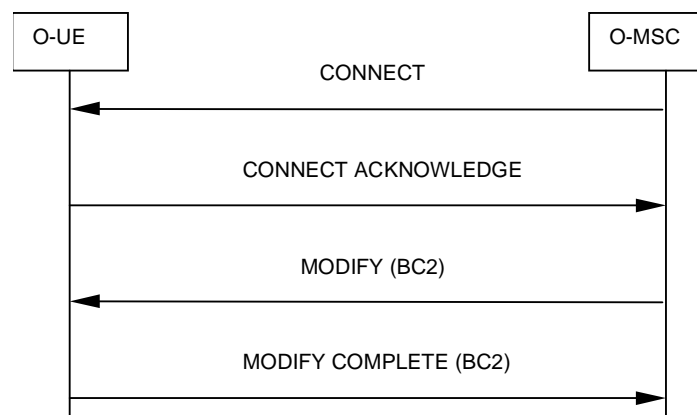 O-UE
O-MSC
CONNECT
CONNECT ACKNOWLEDGE
MODIFY (BC2)
MODIFY COMPLETE (BC2)